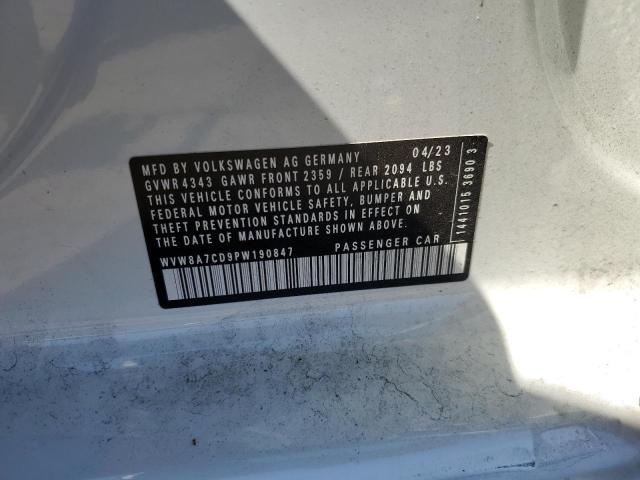 MFD BY VOLKSWAGEN AG GERMANY 04/23
GVWR 4343 GAWR FRONT 2359 / REAR 2094 LBS
THIS VEHICLE CONFORMS TO ALL APPLICABLE U.S.
FEDERAL MOTOR VEHICLE SAFETY, BUMPER AND
THEFT PREVENTION STANDARDS IN EFFECT ON
THE DATE OF MANUFACTURE SHOWN ABOVE.
WVW8A7CD9PW190847 PASSENGER CAR
1441015 3690 3